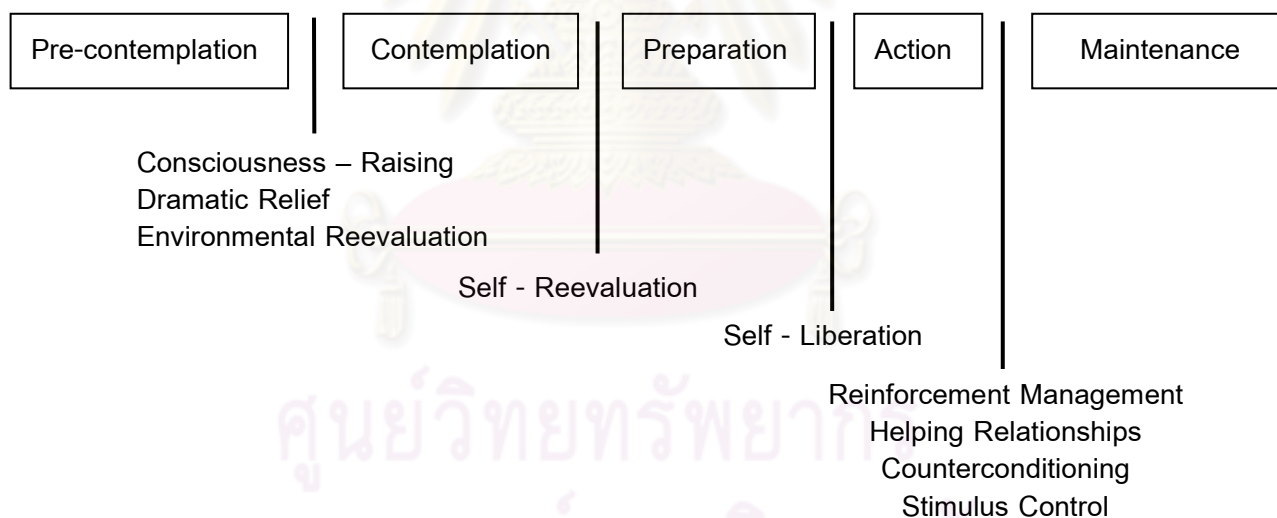 Pre-contemplation Contemplation Preparation Action Maintenance
Consciousness – Raising
Dramatic Relief
Environmental Reevaluation
Self - Reevaluation
Self - Liberation
Reinforcement Management
Helping Relationships
Counterconditioning
Stimulus Control
ศูนย์วิทยทรัพยากร